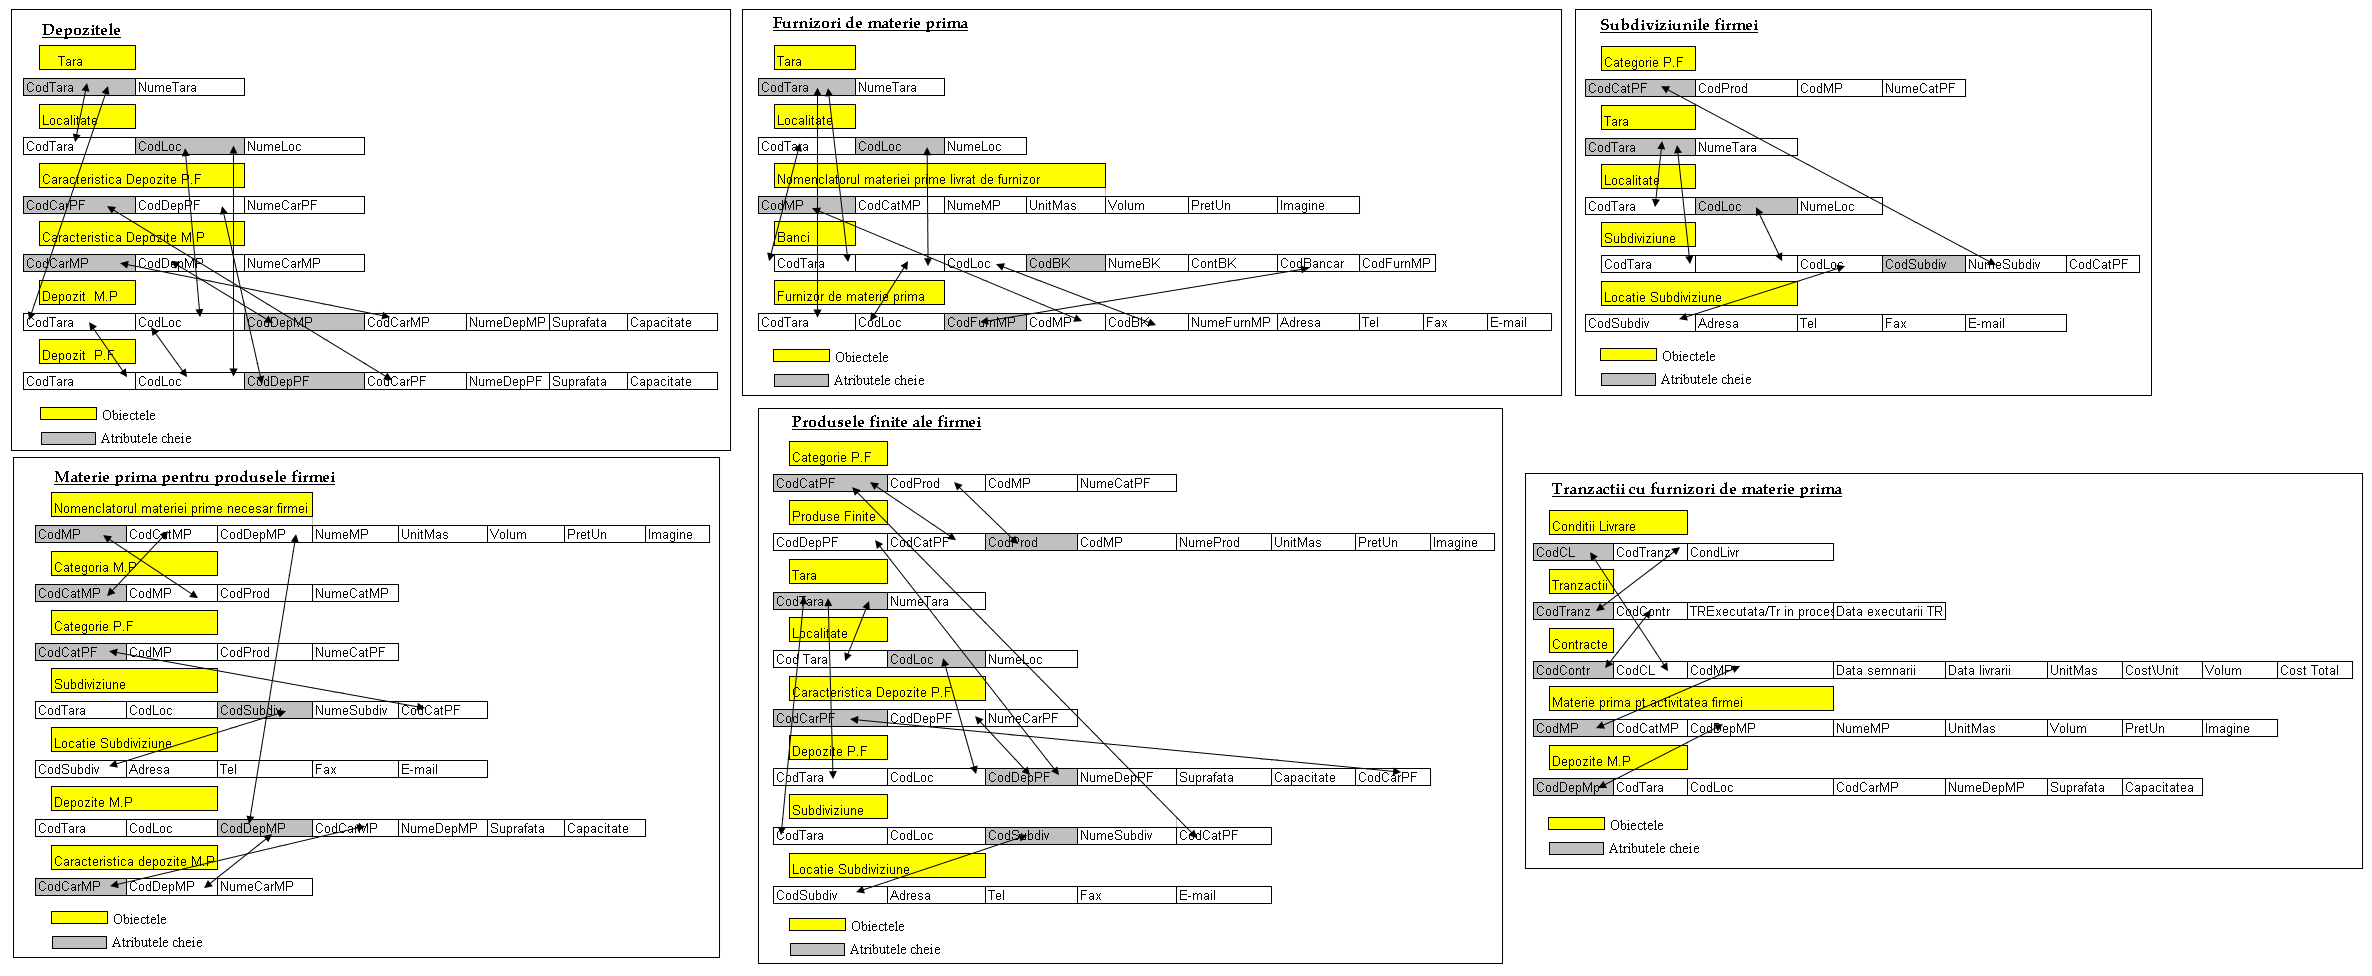 Depozitele
Tara
CodTara NumeTara
Localitate
CodTara CodLoc NumeLoc
Caracteristica Depozite P.F
CodCarPF CodDepPF NumeCarPF
Caracteristica Depozite M.P
CodCarMP CodDepMP NumeCarMP
Depozit M.P
CodTara CodLoc CodDepMP CodCarMP NumeDepMP Suprafata Capacitate
Depozit P.F
CodTara CodLoc CodDepPF CodCarPF NumeDepPF Suprafata Capacitate
Obiectele
Atributele cheie
Furnizori de materie prima
Tara
CodTara NumeTara
Localitate
CodTara CodLoc NumeLoc
Nomenclatorul materiei prime livrat de furnizor
CodMP CodCatMP NumeMP UnitMas Volum PretUn Imagine
Banci
CodTara CodLoc CodBK NumeBK ContBK CodBancar CodFurnMP
Furnizor de materie prima
CodTara CodLoc CodFurnMP CodMP CodBK NumeFurnMP Adresa Tel Fax E-mail
Obiectele
Atributele cheie
Subdiviziunile firmei
Categorie P.F
CodCatPF CodProd CodMP NumeCatPF
Tara
CodTara NumeTara
Localitate
CodTara CodLoc NumeLoc
Subdiviziune
CodTara CodLoc CodSubdiv NumeSubdiv CodCatPF
Locatie Subdiviziune
CodSubdiv Adresa Tel Fax E-mail
Obiectele
Atributele cheie
Materie prima pentru produsele firmei
Nomenclatorul materiei prime necesar firmei
CodMP CodCatMP CodDepMP NumeMP UnitMas Volum PretUn Imagine
Categoria M.P
CodCatMP CodMP CodProd NumeCatMP
Categorie P.F
CodCatPF CodMP CodProd NumeCatPF
Subdiviziune
CodTara CodLoc CodSubdiv NumeSubdiv CodCatPF
Locatie Subdiviziune
CodSubdiv Adresa Tel Fax E-mail
Depozite M.P
CodTara CodLoc CodDepMP CodCarMP NumeDepMP Suprafata Capacitate
Caracteristica depozite M.P
CodCarMP CodDepMP NumeCarMP
Obiectele
Atributele cheie
Produsele finite ale firmei
Categorie P.F
CodCatPF CodProd CodMP NumeCatPF
Produse Finite
CodDepPF CodCatPF CodProd CodMP NumeProd UnitMas PretUn Imagine
Tara
CodTara NumeTara
Localitate
Cod Tara CodLoc NumeLoc
Caracteristica Depozite P.F
CodCarPF CodDepPF NumeCarPF
Depozite P.F
CodTara CodLoc CodDepPF NumeDepPF Suprafata Capacitate CodCarPF
Subdiviziune
CodTara CodLoc CodSubdiv NumeSubdiv CodCatPF
Locatie Subdiviziune
CodSubdiv Adresa Tel Fax E-mail
Obiectele
Atributele cheie
Tranzactii cu furnizori de materie prima
Conditii Livrare
CodCL CodTranz CondLivr
Tranzactii
CodTranz CodContr TRExecutata/Tr in proces Data executarii TR
Contracte
CodContr CodCL CodMP Data semnarii Data livrarii UnitMas Cost\Unit Volum Cost Total
Materie prima pt activitatea firmei
CodMP CodCatMP CodDepMP NumeMP UnitMas Volum PretUn Imagine
Depozite M.P
CodDepMp CodTara CodLoc CodCarMP NumeDepMP Suprafata Capacitatea
Obiectele
Atributele cheie